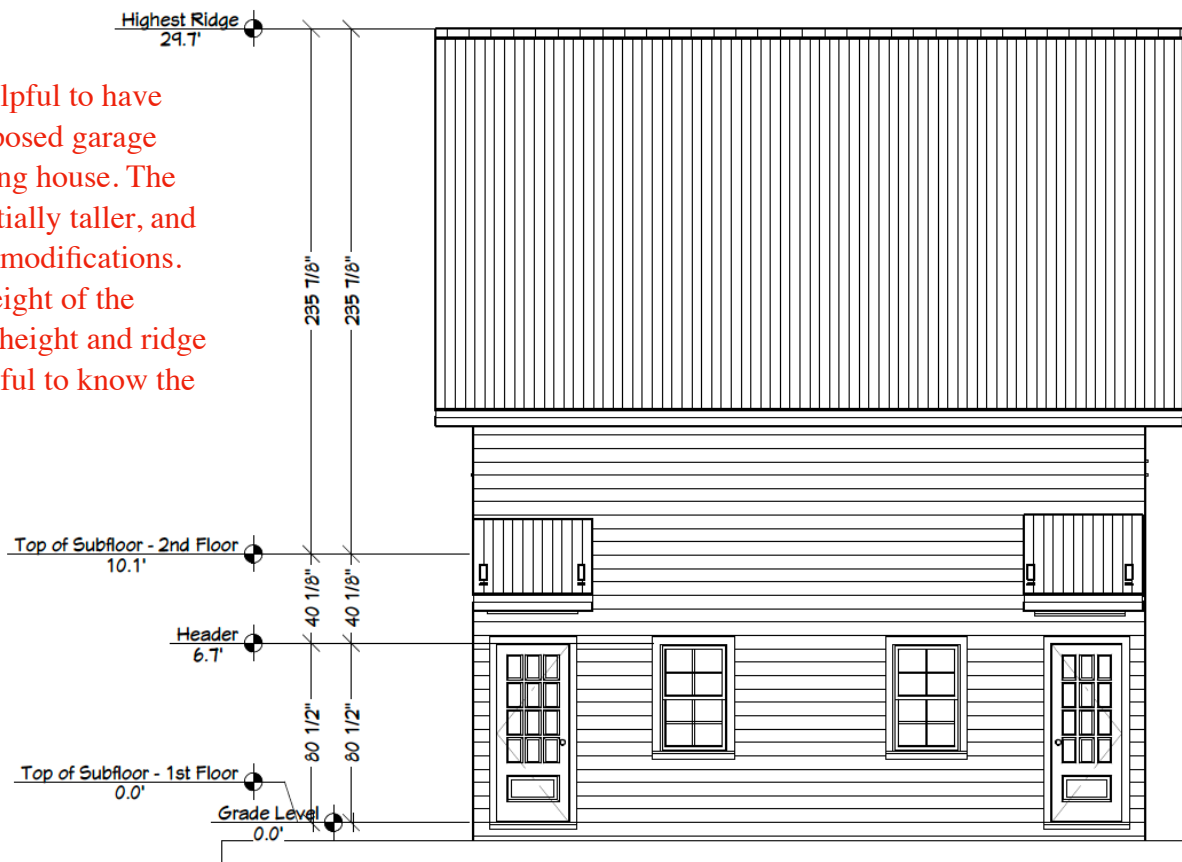 Highest Ridge
29.7'
lpful to have
posed garage
ng house. The
tially taller, and
modifications.
eight of the
height and ridge
ful to know the
235 7/8"
235 7/8"
Top of Subfloor - 2nd Floor
10.1'
40 1/8"
40 1/8"
Header
6.7'
80 1/2"
80 1/2"
Top of Subfloor - 1st Floor
0.0'
Grade Level
0.0'